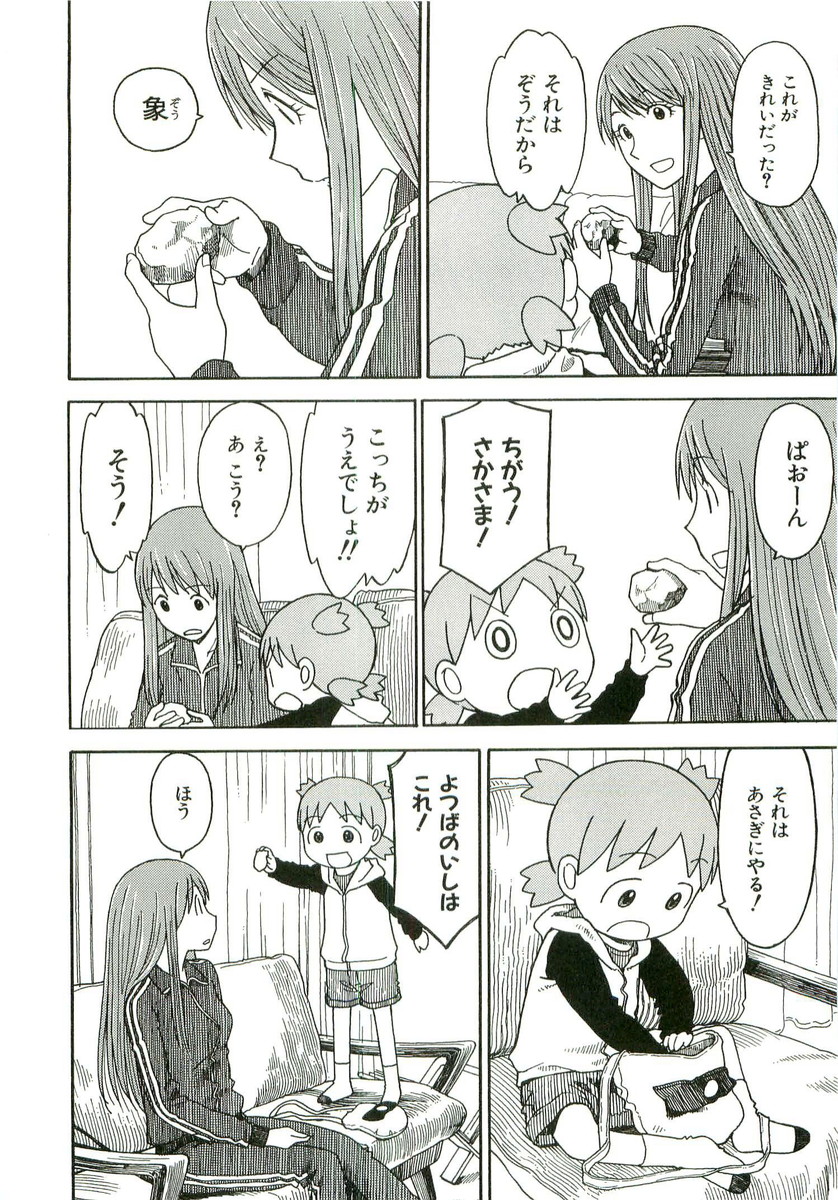 これが
きれいだった?
それは
ぞうだから
象
ぞう
ぱおーん
ちがう!
さかさま!
こっちが
うえでしょ!!
え?
あ こう?
そう!
それは
あさぎにやる!
よつばのいしは
これ!
ほう